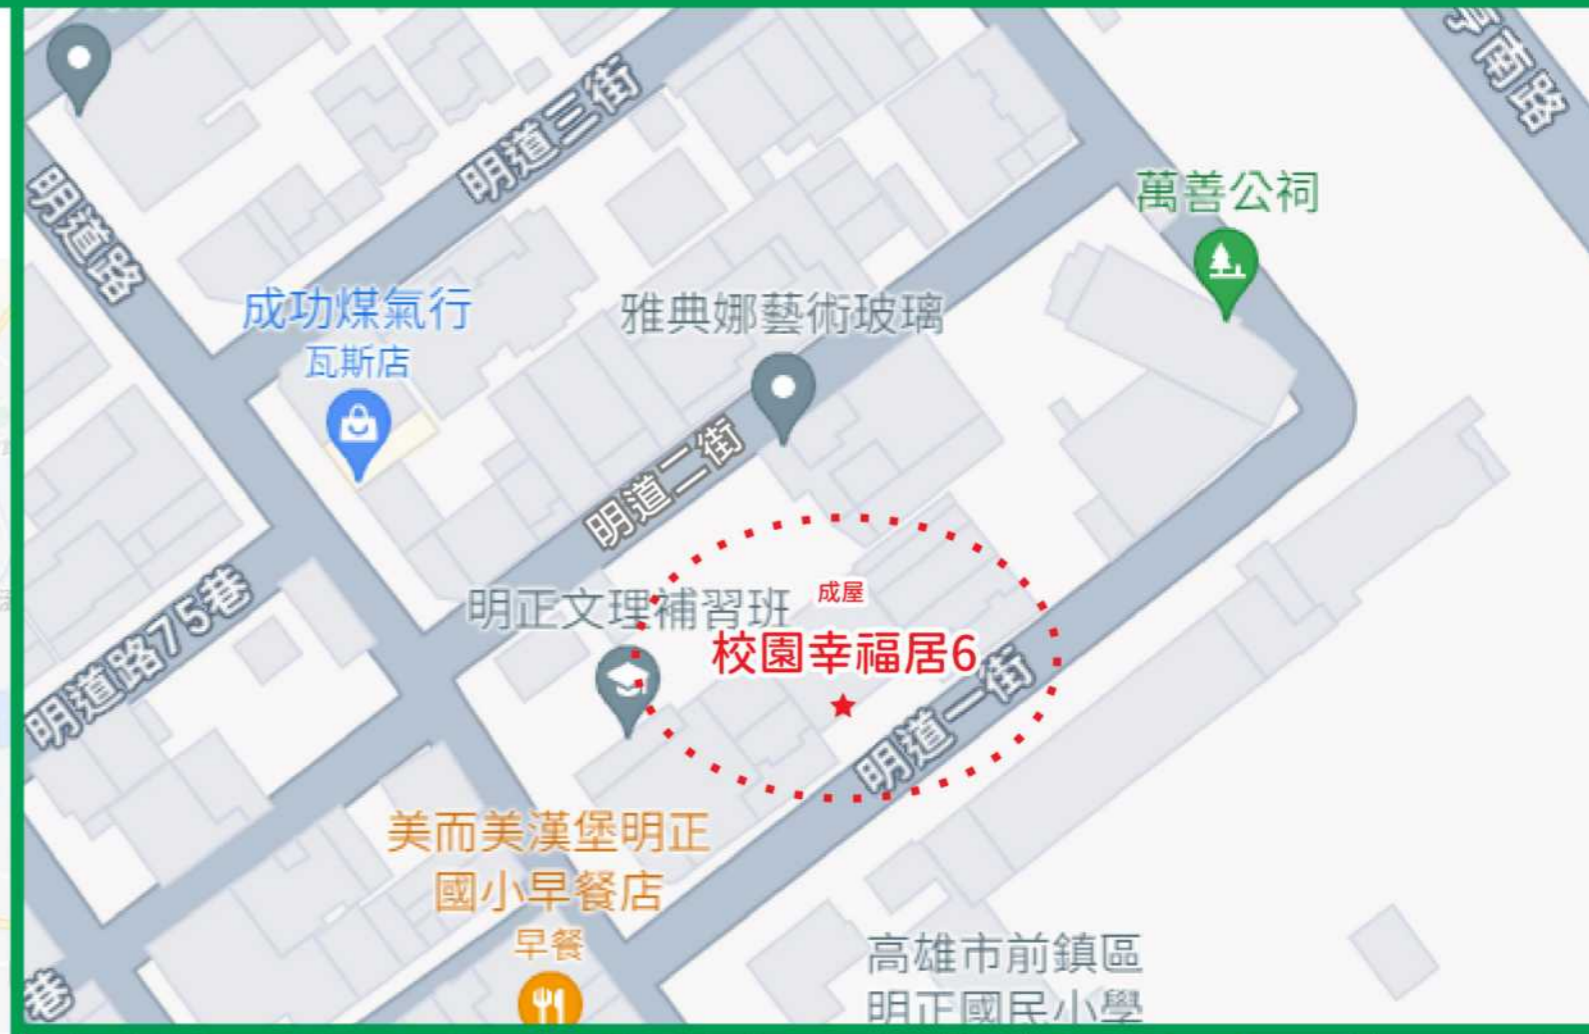 亭南路
明道三街
明道路
萬善公祠
成功煤氣行
瓦斯店
雅典娜藝術玻璃
明道二街
明道路75巷
明正文理補習班
成屋
校園幸福居6
明道一街
美而美漢堡明正
國小早餐店
早餐
高雄市前鎮區
明正國民小學
巷